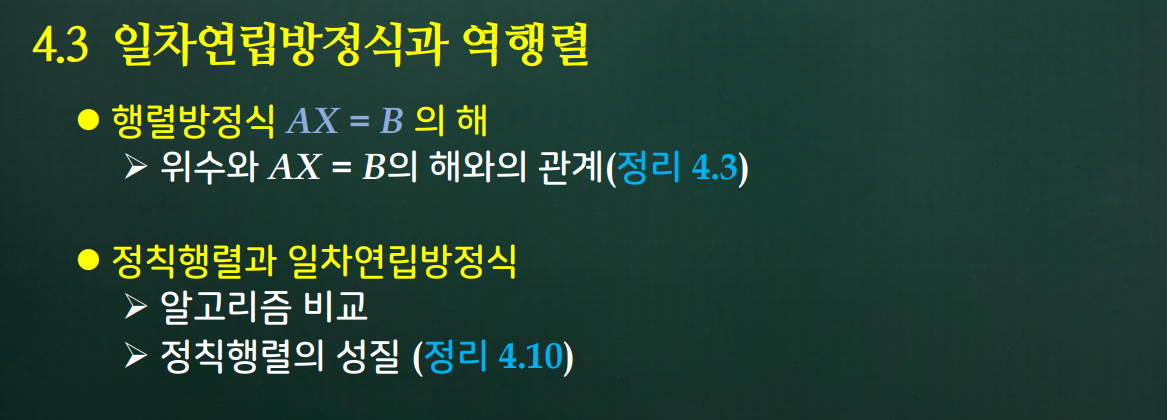 4.3 일차연립방정식과 역행렬
● 행렬방정식 AX = B 의 해
➢ 위수와 AX = B의 해와의 관계(정리 4.3)
● 정칙행렬과 일차연립방정식
➢ 알고리즘 비교
➢ 정칙행렬의 성질 (정리 4.10)